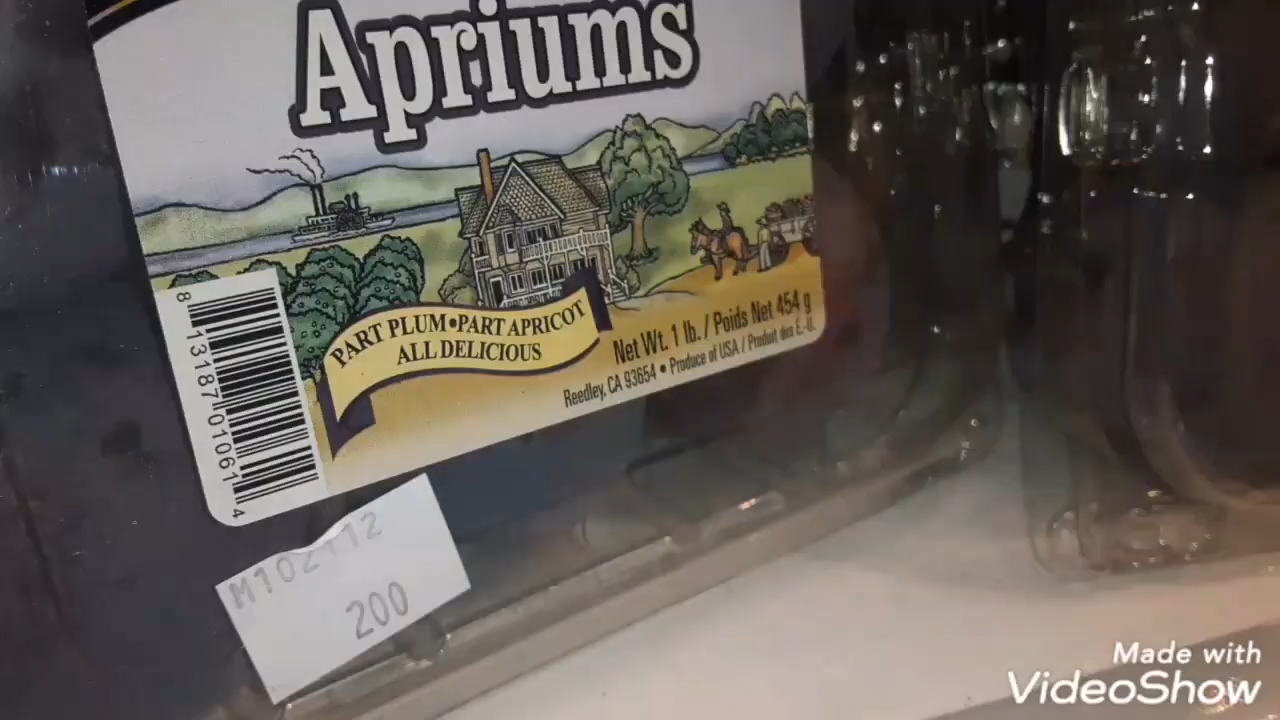 Apriums
PART PLUM•PART APRICOT
ALL DELICIOUS
Net Wt. 1 lb. / Poids Net 454 g
Reedley, CA 93654 • Produce of USA / Produit des É.-U.
8 13187 01061 4
200
Made with
VideoShow